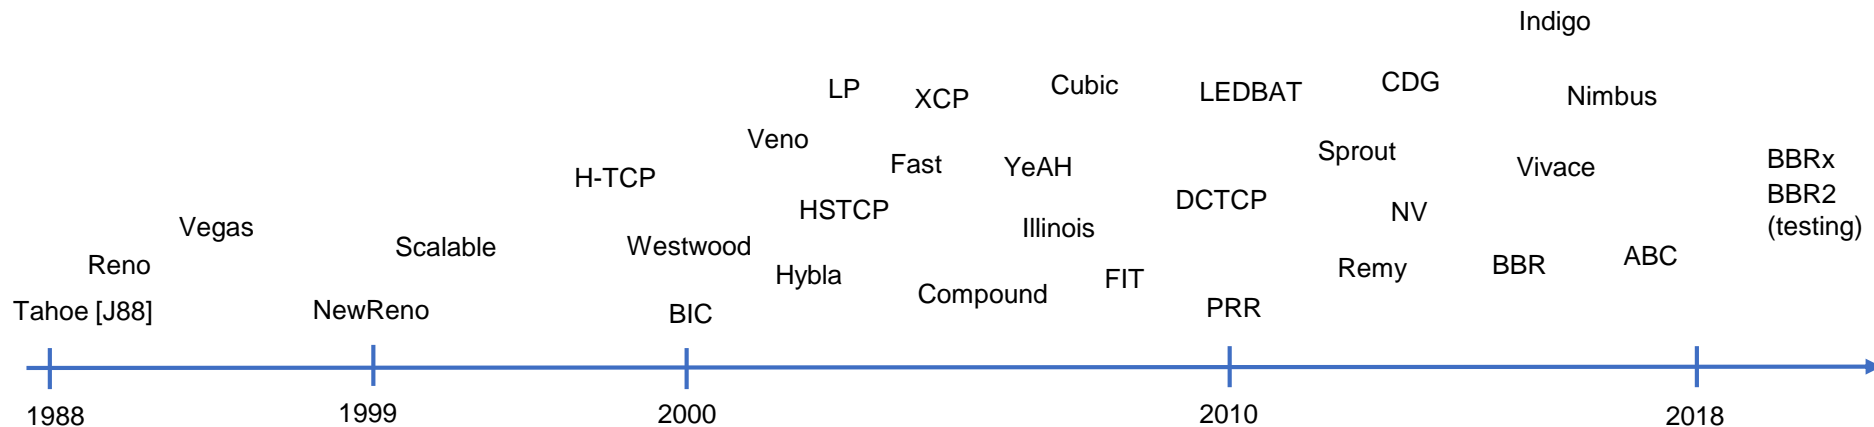 Indigo
LP
XCP
Cubic
LEDBAT
CDG
Nimbus
Veno
Fast
YeAH
Sprout
Vivace
BBRx
H-TCP
HSTCP
DCTCP
NV
BBR2
Vegas
Illinois
(testing)
Reno
Scalable
Westwood
Hybla
FIT
Remy
BBR
ABC
Tahoe [J88]
NewReno
BIC
Compound
PRR
1988
1999
2000
2010
2018